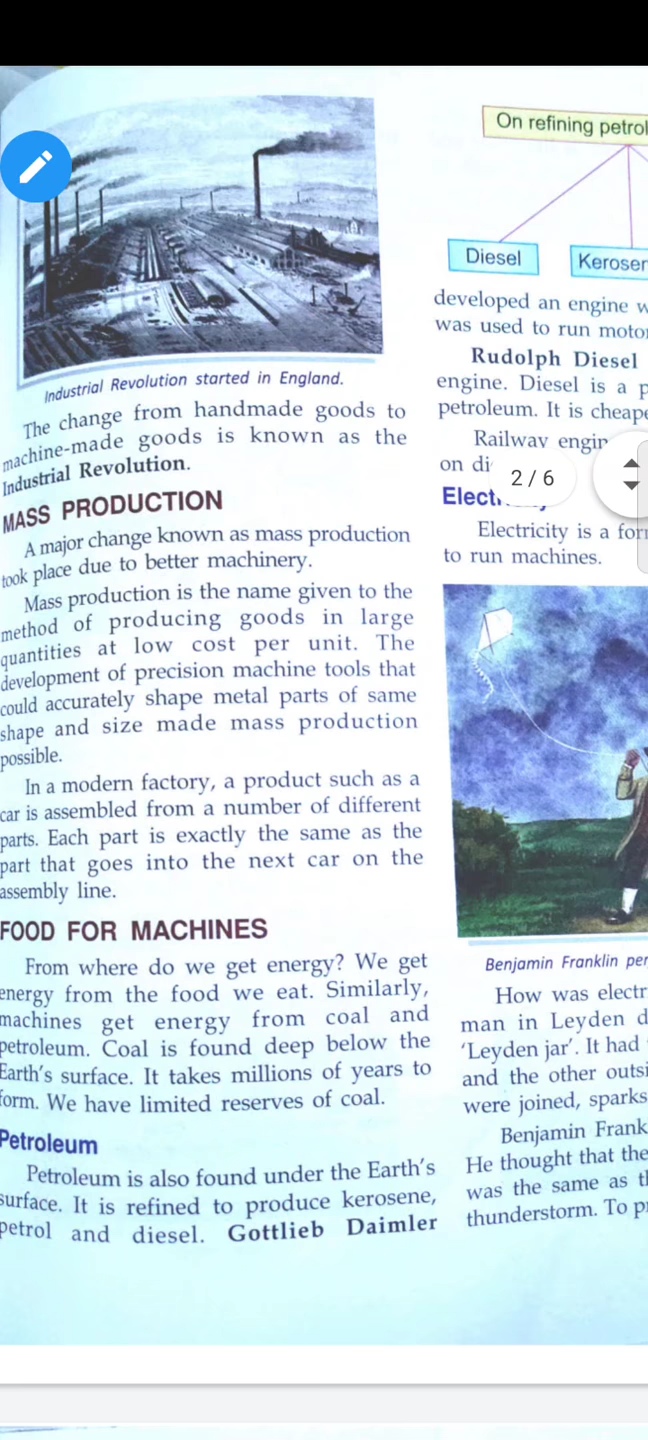 Industrial Revolution started in England.
The change from handmade goods to
machine-made goods is known as the
Industrial Revolution.
MASS PRODUCTION
A major change known as mass production
took place due to better machinery.
Mass production is the name given to the
method of producing goods in large
quantities at low cost per unit. The
development of precision machine tools that
could accurately shape metal parts of same
shape and size made mass production
possible.
In a modern factory, a product such as a
car is assembled from a number of different
parts. Each part is exactly the same as the
part that goes into the next car on the
assembly line.
FOOD FOR MACHINES
From where do we get energy? We get
energy from the food we eat. Similarly,
machines get energy from coal and
petroleum. Coal is found deep below the
Earth's surface. It takes millions of years to
form. We have limited reserves of coal.
Petroleum
Petroleum is also found under the Earth's
surface. It is refined to produce kerosene,
petrol and diesel. Gottlieb Daimler
On refining petrol
Diesel
Keroser
developed an engine w
was used to run motor
Rudolph Diesel
engine. Diesel is a p
petroleum. It is cheape
Railway engin
on di
2 / 6
Elect
Electricity is a for
to run machines.
Benjamin Franklin per
How was electr
man in Leyden d
'Leyden jar'. It had
and the other outsi
were joined, sparks
Benjamin Frank
He thought that the
was the same as th
thunderstorm. To p